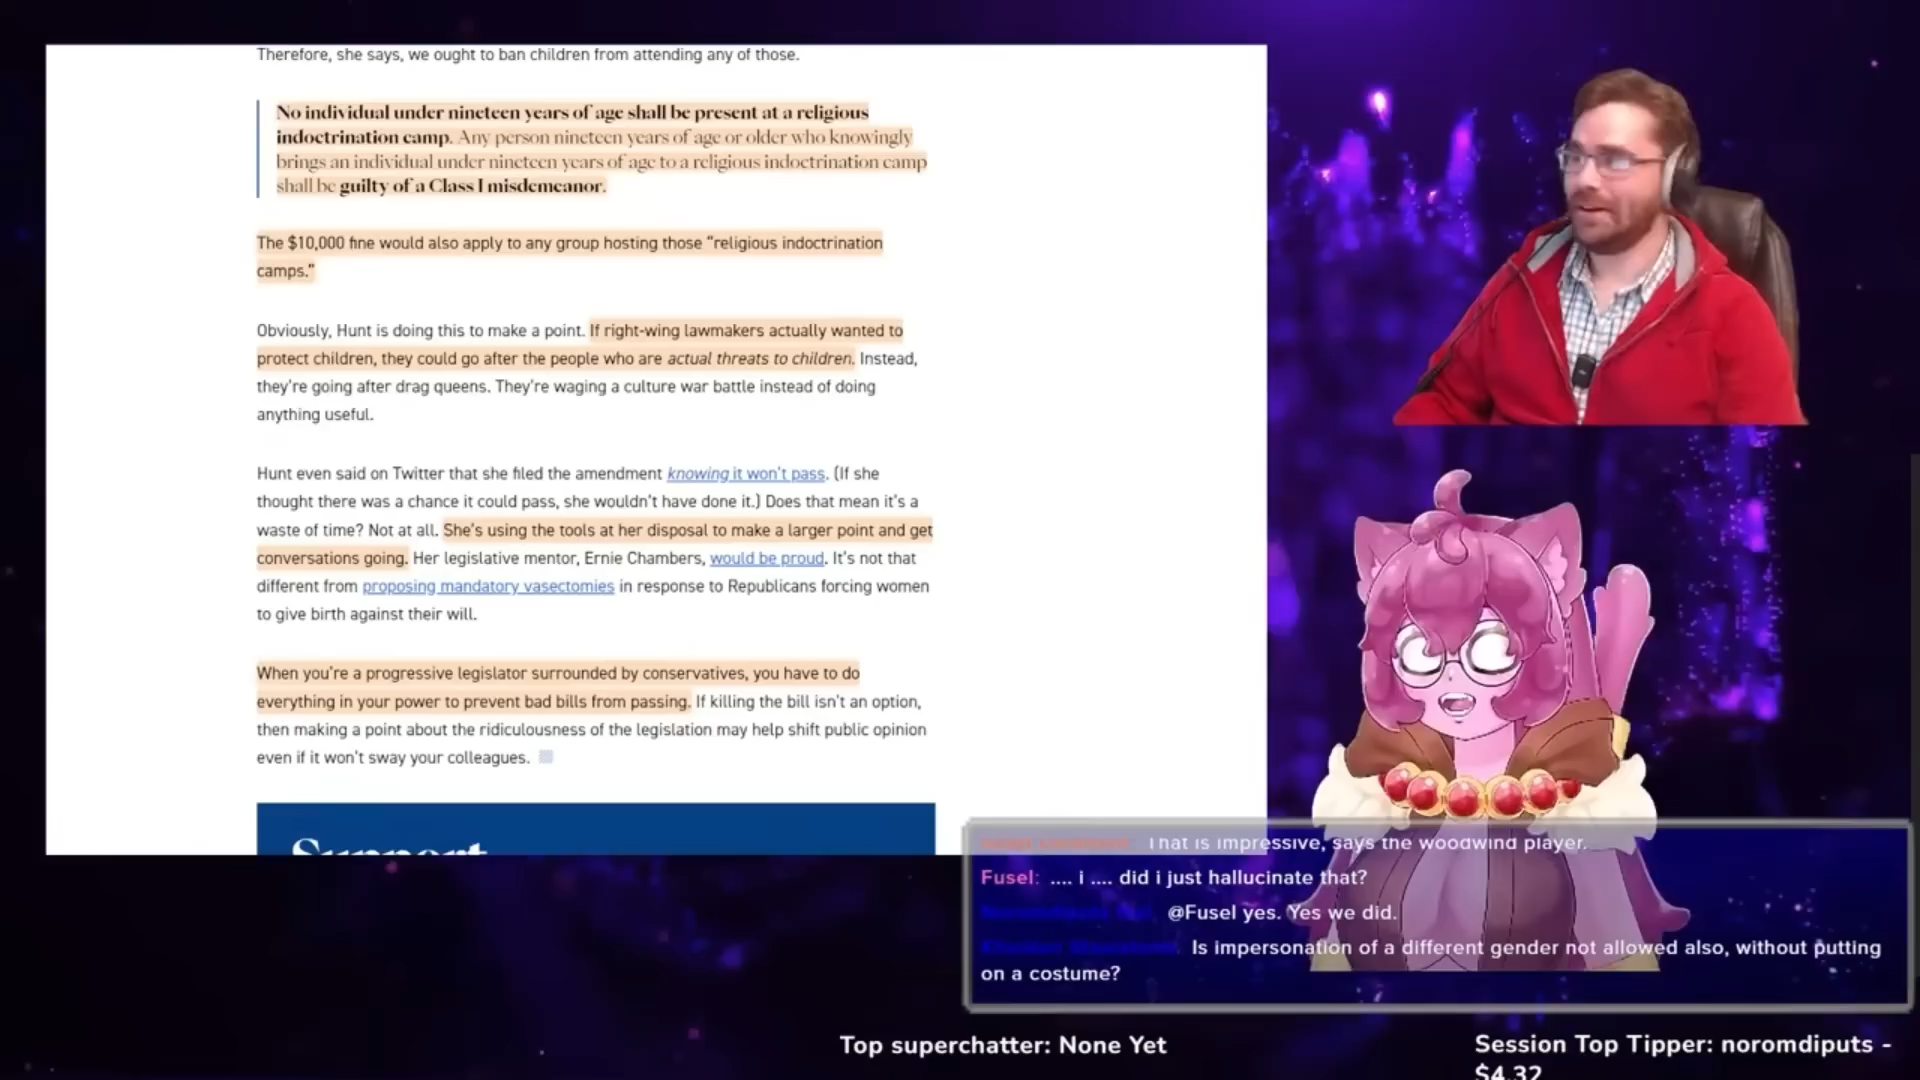 Therefore, she says, we ought to ban children from attending any of those.
No individual under nineteen years of age shall be present at a religious
indoctrination camp. Any person nineteen years of age or older who knowingly
brings an individual under nineteen years of age to a religious indoctrination camp
shall be guilty of a Class I misdemeanor.
The $10,000 fine would also apply to any group hosting those “religious indoctrination
camps.”
Obviously, Hunt is doing this to make a point. If right-wing lawmakers actually wanted to
protect children, they could go after the people who are actual threats to children. Instead,
they’re going after drag queens. They’re waging a culture war battle instead of doing
anything useful.
Hunt even said on Twitter that she filed the amendment knowing it won’t pass. (If she
thought there was a chance it could pass, she wouldn’t have done it.) Does that mean it’s a
waste of time? Not at all. She’s using the tools at her disposal to make a larger point and get
conversations going. Her legislative mentor, Ernie Chambers, would be proud. It’s not that
different from proposing mandatory vasectomies in response to Republicans forcing women
to give birth against their will.
When you’re a progressive legislator surrounded by conservatives, you have to do
everything in your power to prevent bad bills from passing. If killing the bill isn’t an option,
then making a point about the ridiculousness of the legislation may help shift public opinion
even if it won’t sway your colleagues.
Support
That is impressive, says the woodwind player.
Fusel: .... i .... did i just hallucinate that?
@Fusel yes. Yes we did.
Is impersonation of a different gender not allowed also, without putting
on a costume?
Top superchatter: None Yet
Session Top Tipper: noromdiputs -
$4.32